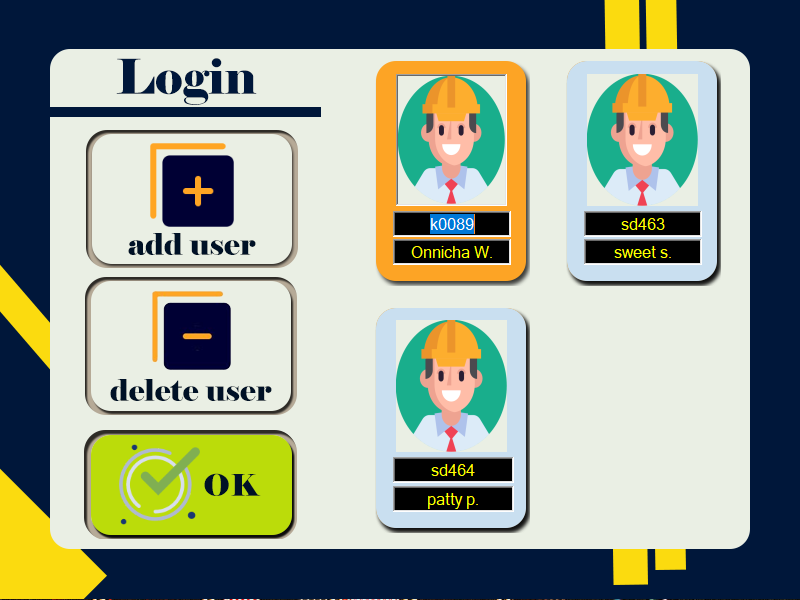 Login
add user
delete user
OK
k0089
Onnicha W.
sd463
sweet s.
sd464
patty p.